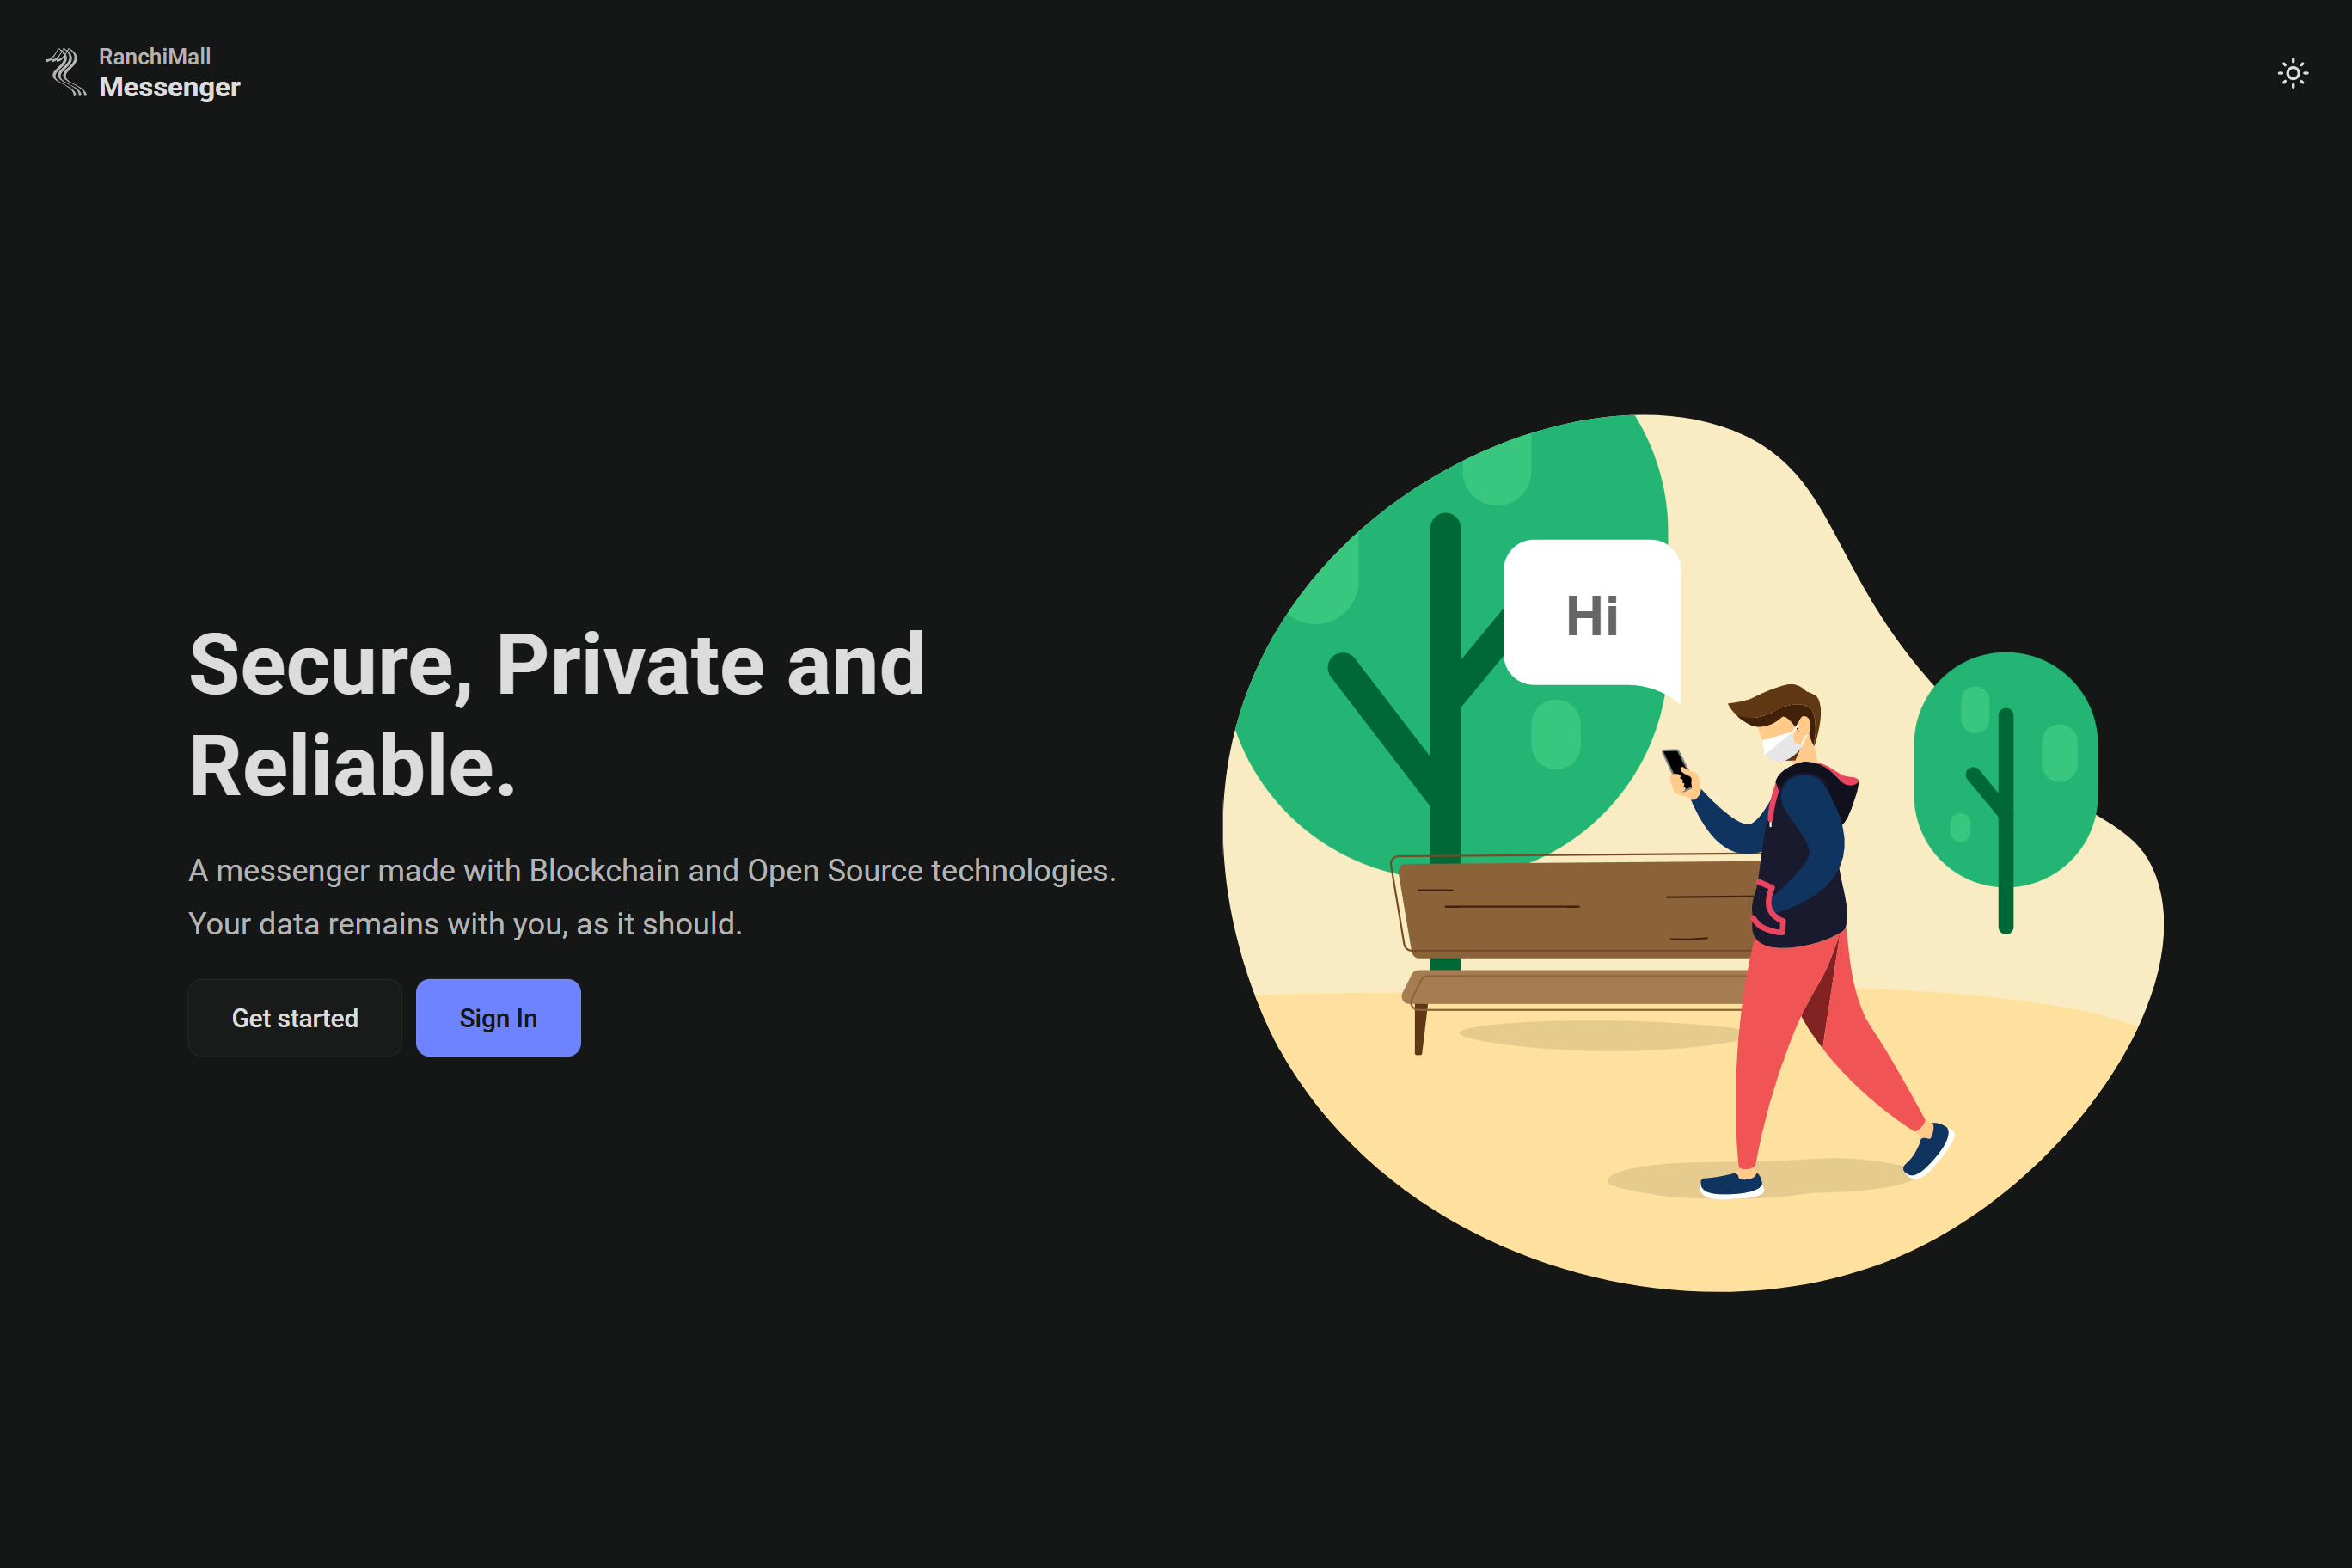 RanchiMall
Messenger
Secure, Private and
Reliable.
A messenger made with Blockchain and Open Source technologies.
Your data remains with you, as it should.
Get started
Sign In
Hi